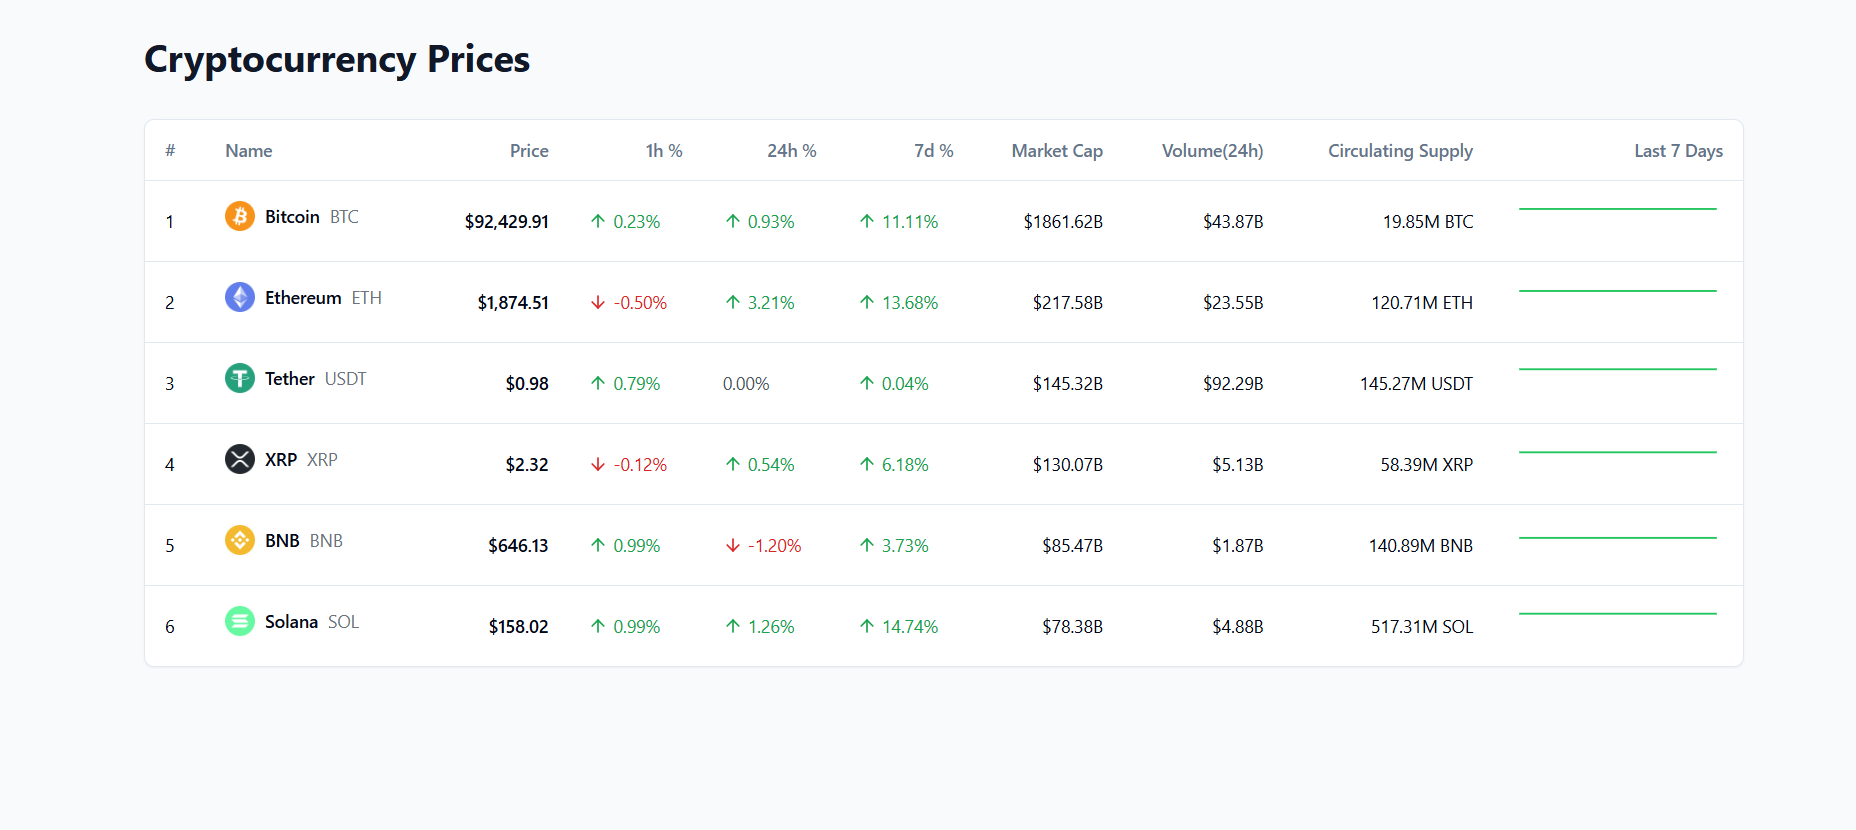 Cryptocurrency Prices
# Name Price 1h % 24h % 7d % Market Cap Volume(24h) Circulating Supply Last 7 Days
1 Bitcoin BTC $92,429.91 0.23% 0.93% 11.11% $1861.62B $43.87B 19.85M BTC
2 Ethereum ETH $1,874.51 -0.50% 3.21% 13.68% $217.58B $23.55B 120.71M ETH
3 Tether USDT $0.98 0.79% 0.00% 0.04% $145.32B $92.29B 145.27M USDT
4 XRP XRP $2.32 -0.12% 0.54% 6.18% $130.07B $5.13B 58.39M XRP
5 BNB BNB $646.13 0.99% -1.20% 3.73% $85.47B $1.87B 140.89M BNB
6 Solana SOL $158.02 0.99% 1.26% 14.74% $78.38B $4.88B 517.31M SOL